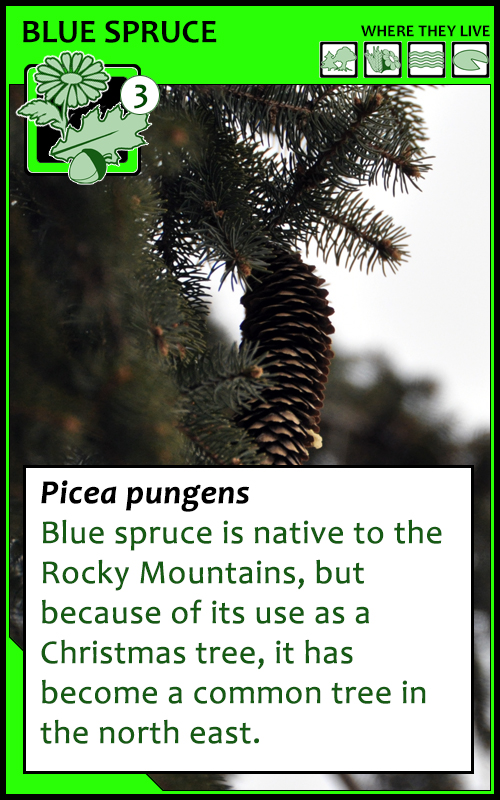 BLUE SPRUCE
WHERE THEY LIVE
3
Picea pungens
Blue spruce is native to the
Rocky Mountains, but
because of its use as a
Christmas tree, it has
become a common tree in
the north east.